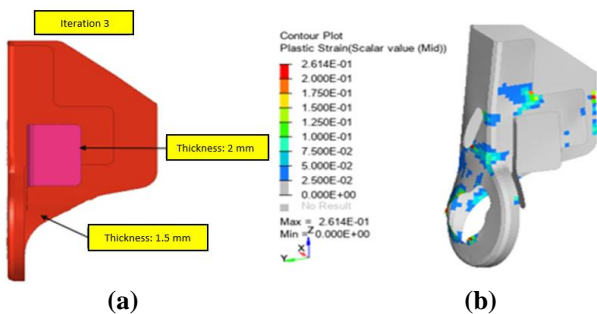 Iteration 3
Thickness: 2 mm
Thickness: 1.5 mm
(a)
Contour Plot
Plastic Strain(Scalar value (Mid))
2.614E-01
2.000E-01
1.750E-01
1.500E-01
1.250E-01
1.000E-01
7.500E-02
5.000E-02
2.500E-02
0.000E+00
No Result
Max = 2.614E-01
Min = 0.000E+00
Z
X
Y
(b)